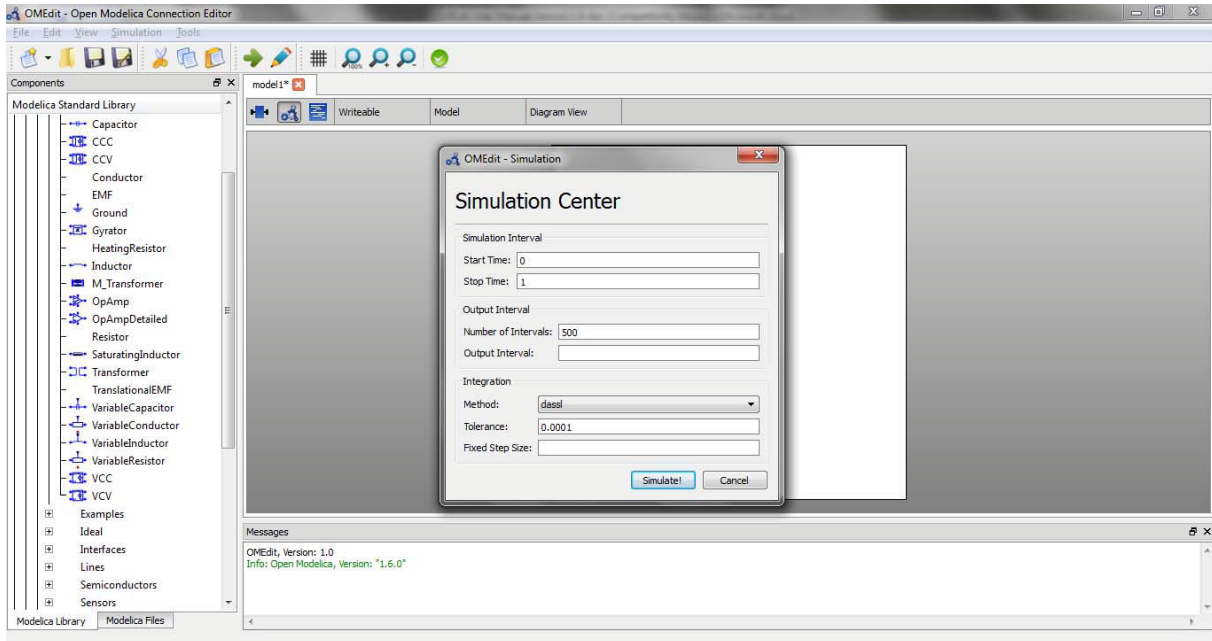 OMEdit - Open Modelica Connection Editor
File Edit View Simulation Tools
Components
model1*
Modelica Standard Library
Writeable Model Diagram View
Capacitor
CCC
CCV
Conductor
EMF
Ground
Gyrator
HeatingResistor
Inductor
M_Transformer
OpAmp
OpAmpDetailed
Resistor
SaturatingInductor
Transformer
TranslationalEMF
VariableCapacitor
VariableConductor
VariableInductor
VariableResistor
VCC
VCV
Examples
Ideal
Interfaces
Lines
Semiconductors
Sensors
Modelica Library Modelica Files
OMEdit - Simulation
Simulation Center
Simulation Interval
Start Time: 0
Stop Time: 1
Output Interval
Number of Intervals: 500
Output Interval:
Integration
Method: dassl
Tolerance: 0.0001
Fixed Step Size:
Simulate! Cancel
Messages
OMEdit, Version: 1.0
Info: Open Modelica, Version: "1.6.0"